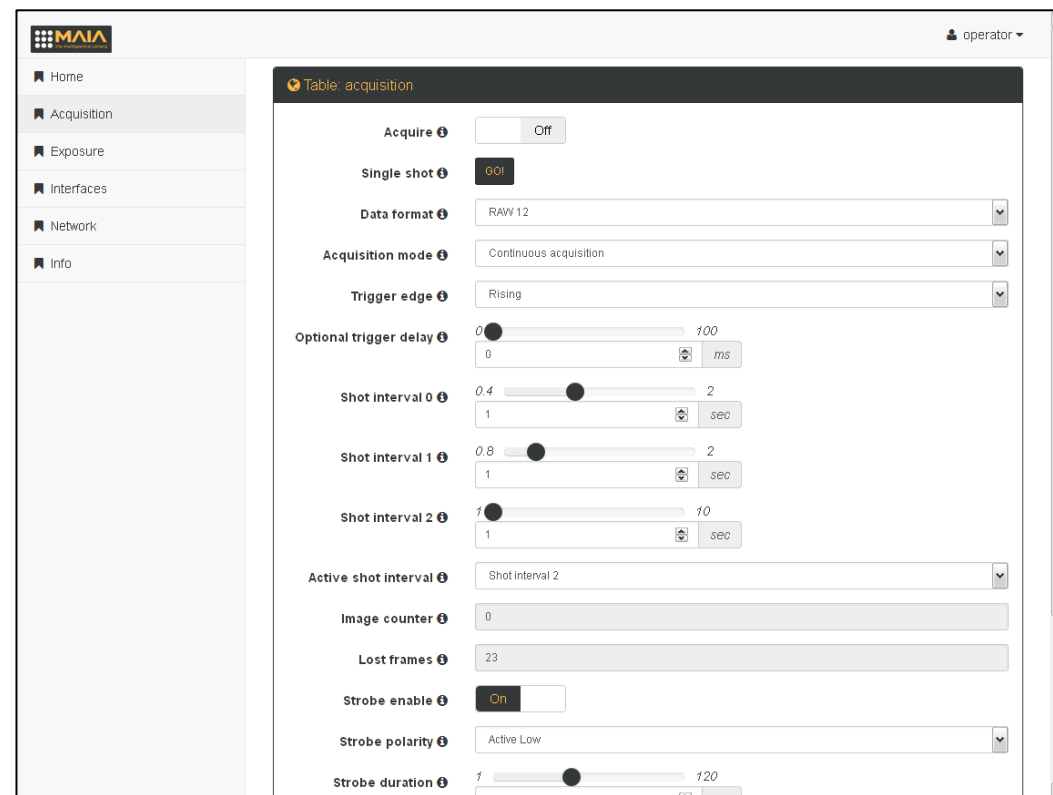 MAIA
the multispectral camera
operator
Home
Acquisition
Exposure
Interfaces
Network
Info
Table: acquisition
Acquire
Off
Single shot
GO!
Data format
RAW 12
Acquisition mode
Continuous acquisition
Trigger edge
Rising
Optional trigger delay
0 100
0 ms
Shot interval 0
0.4 2
1 sec
Shot interval 1
0.8 2
1 sec
Shot interval 2
1 10
1 sec
Active shot interval
Shot interval 2
Image counter
0
Lost frames
23
Strobe enable
On
Strobe polarity
Active Low
Strobe duration
1 120